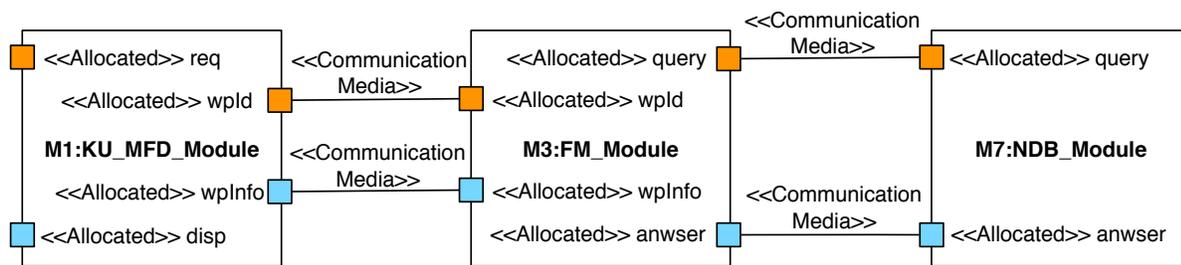 <<Allocated>> req
<<Allocated>> wpId
M1:KU_MFD_Module
<<Allocated>> wpInfo
<<Allocated>> disp
<<Communication
Media>>
<<Communication
Media>>
<<Allocated>> query
<<Allocated>> wpId
M3:FM_Module
<<Allocated>> wpInfo
<<Allocated>> anwser
<<Communication
Media>>
<<Communication
Media>>
<<Allocated>> query
M7:NDB_Module
<<Allocated>> anwser